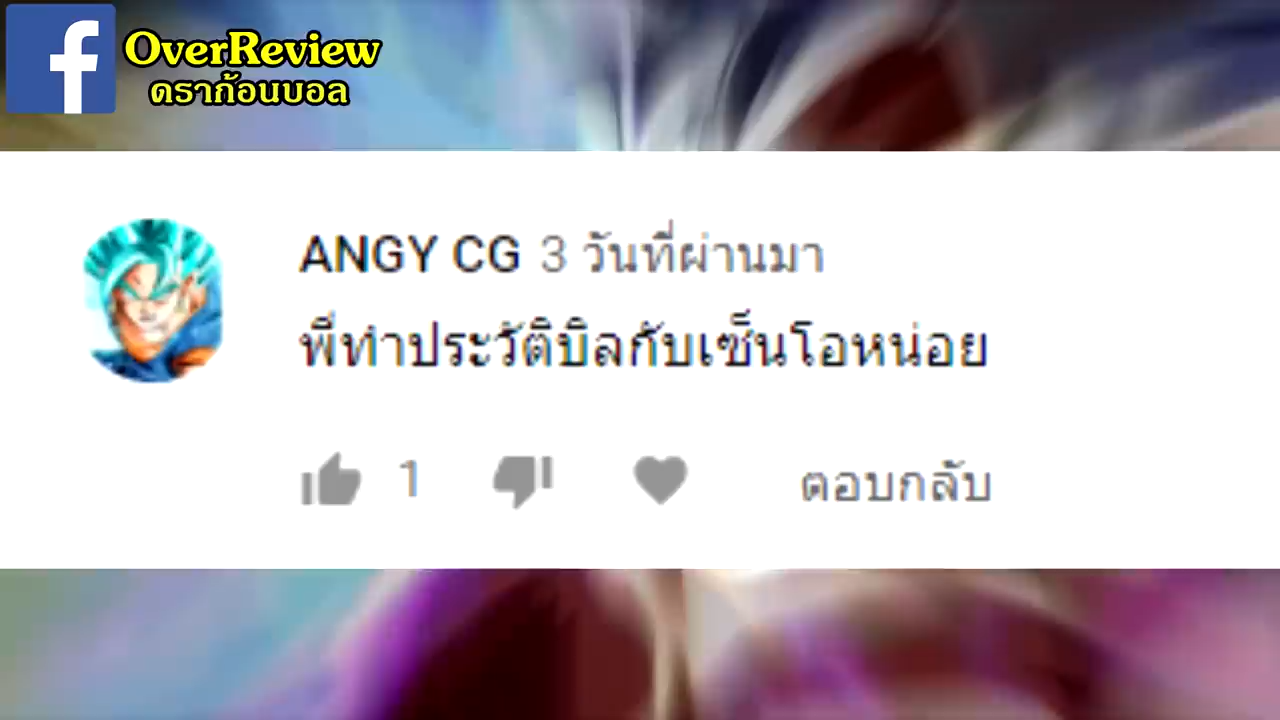 OverReview
ดราก้อนบอล
ANGY CG 3 วันที่ผ่านมา
พี่ทำประวัติบิลกับเซ็นโอหน่อย
1
ตอบกลับ